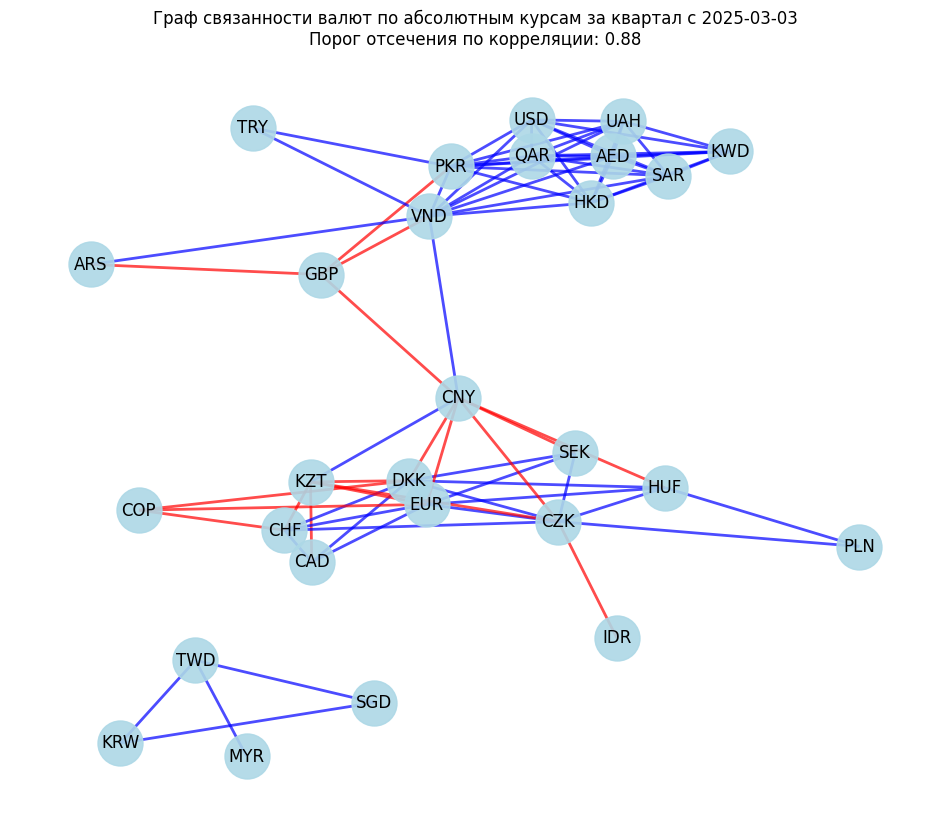 Граф связанности валют по абсолютным курсам за квартал с 2025-03-03
Порог отсечения по корреляции: 0.88
USD
UAH
TRY
QAR
AED
KWD
PKR
SAR
HKD
VND
ARS
GBP
CNY
SEK
KZT
DKK
HUF
EUR
COP
CZK
CHF
PLN
CAD
IDR
TWD
SGD
KRW
MYR